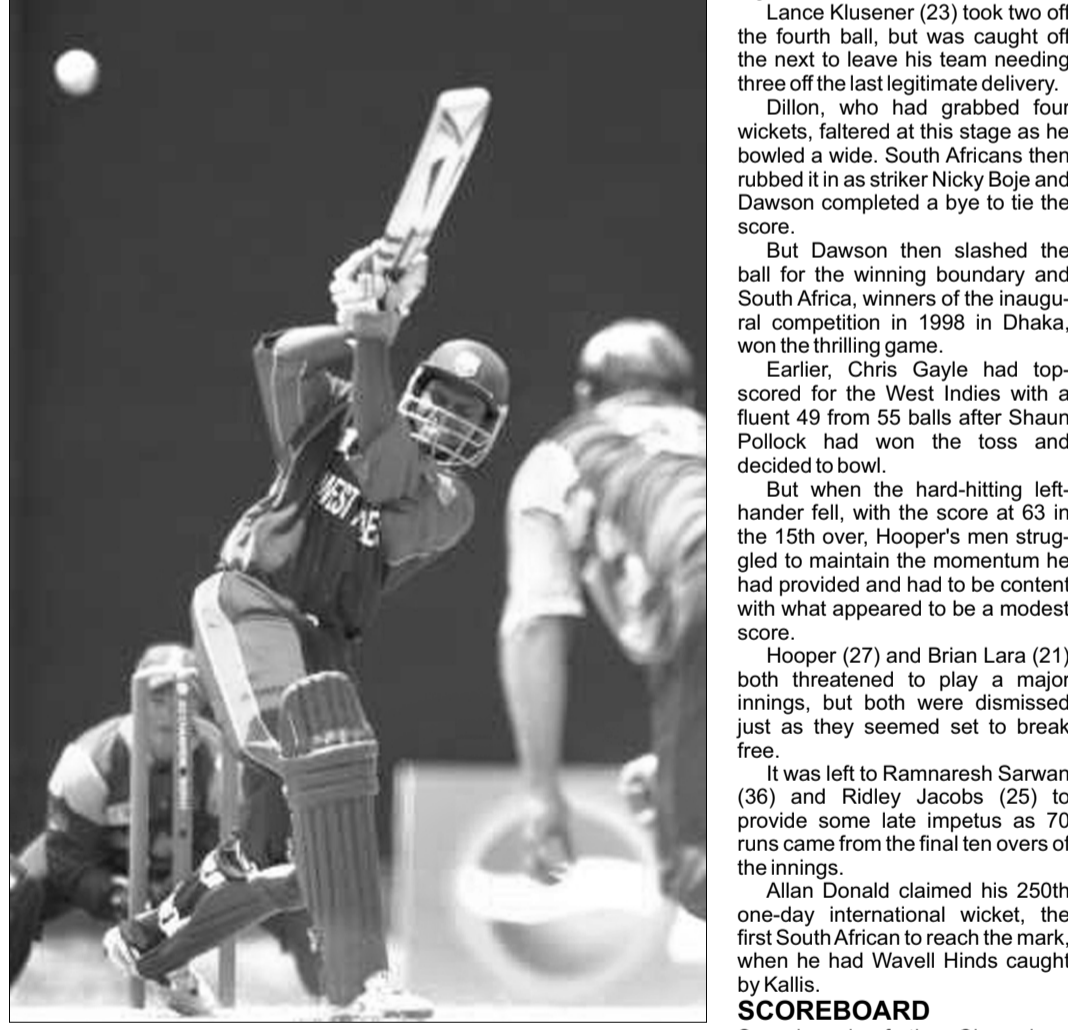 WEST
Lance Klusener (23) took two off
the fourth ball, but was caught off
the next to leave his team needing
three off the last legitimate delivery.
Dillon, who had grabbed four
wickets, faltered at this stage as he
bowled a wide. South Africans then
rubbed it in as striker Nicky Boje and
Dawson completed a bye to tie the
score.
But Dawson then slashed the
ball for the winning boundary and
South Africa, winners of the inaugu-
ral competition in 1998 in Dhaka,
won the thrilling game.
Earlier, Chris Gayle had top-
scored for the West Indies with a
fluent 49 from 55 balls after Shaun
Pollock had won the toss and
decided to bowl.
But when the hard-hitting left-
hander fell, with the score at 63 in
the 15th over, Hooper's men strug-
gled to maintain the momentum he
had provided and had to be content
with what appeared to be a modest
score.
Hooper (27) and Brian Lara (21)
both threatened to play a major
innings, but both were dismissed
just as they seemed set to break
free.
It was left to Ramnaresh Sarwan
(36) and Ridley Jacobs (25) to
provide some late impetus as 70
runs came from the final ten overs of
the innings.
Allan Donald claimed his 250th
one-day international wicket, the
first South African to reach the mark,
when he had Wavell Hinds caught
by Kallis.
SCOREBOARD